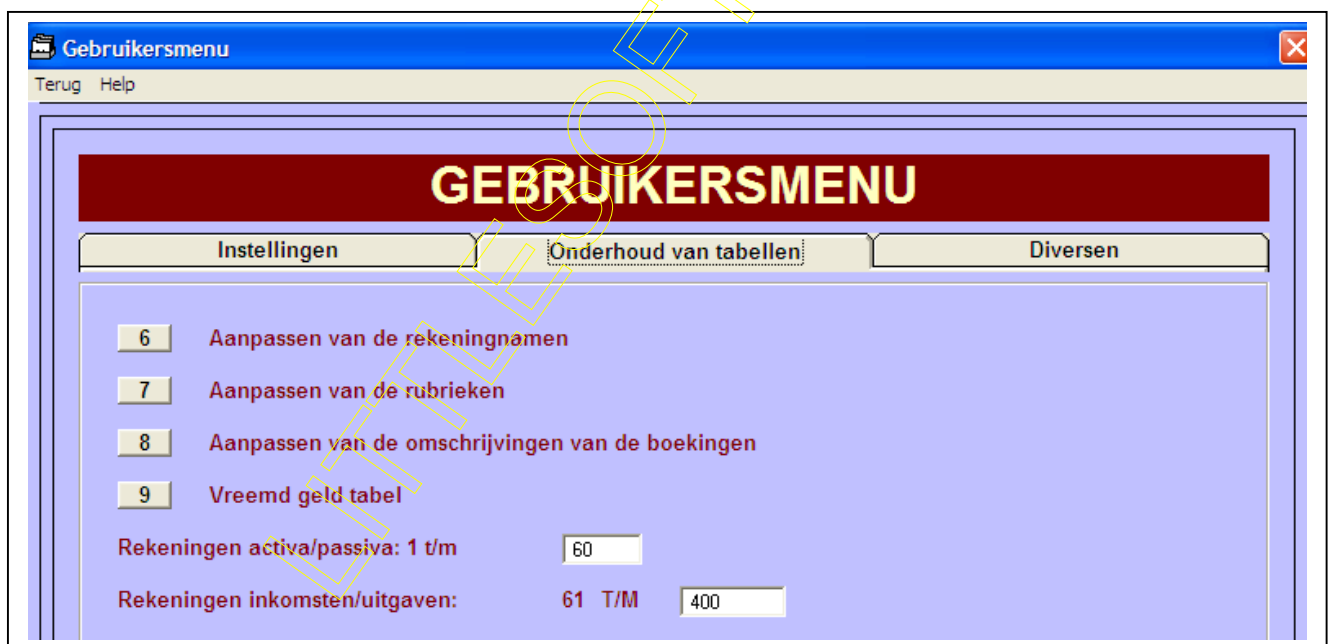 Gebruikersmenu
Terug Help
GEBRUIKERSMENU
Instellingen Onderhoud van tabellen Diversen
6 Aanpassen van de rekeningnamen
7 Aanpassen van de rubrieken
8 Aanpassen van de omschrijvingen van de boekingen
9 Vreemd geld tabel
Rekeningen activa/passiva: 1 t/m 60
Rekeningen inkomsten/uitgaven: 61 T/M 400
LITTLESOFT